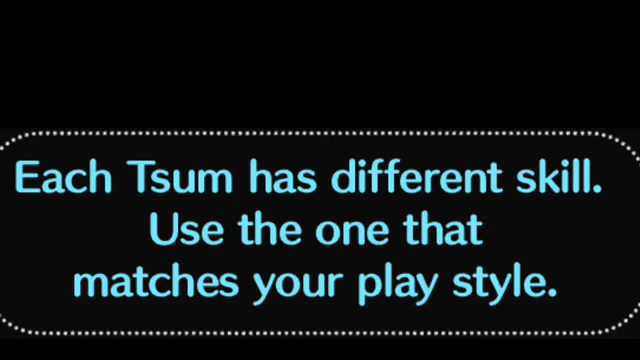 Each Tsum has different skill.
Use the one that
matches your play style.